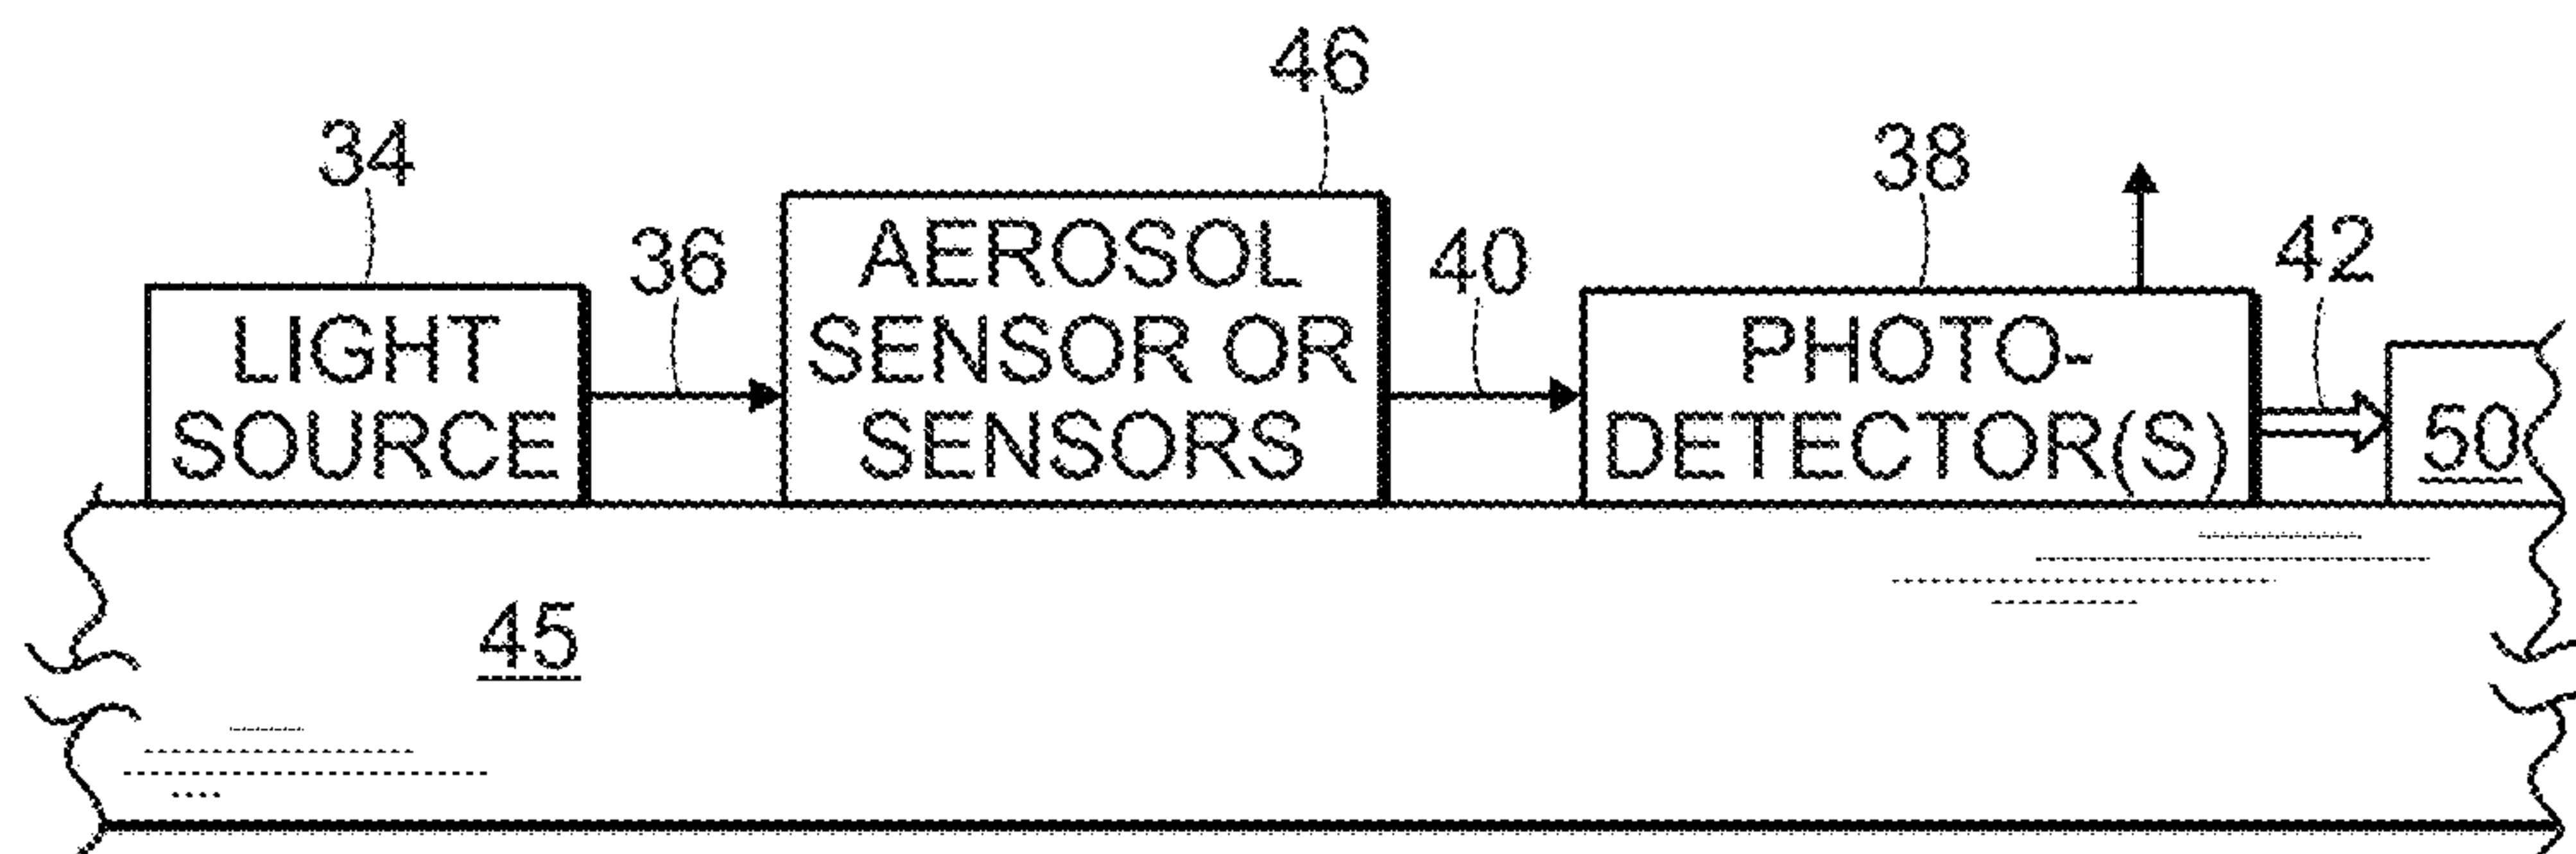 46
34
38
36
40
42
LIGHT
SOURCE
AEROSOL
SENSOR OR
SENSORS
PHOTO-
DETECTOR(S)
50
45